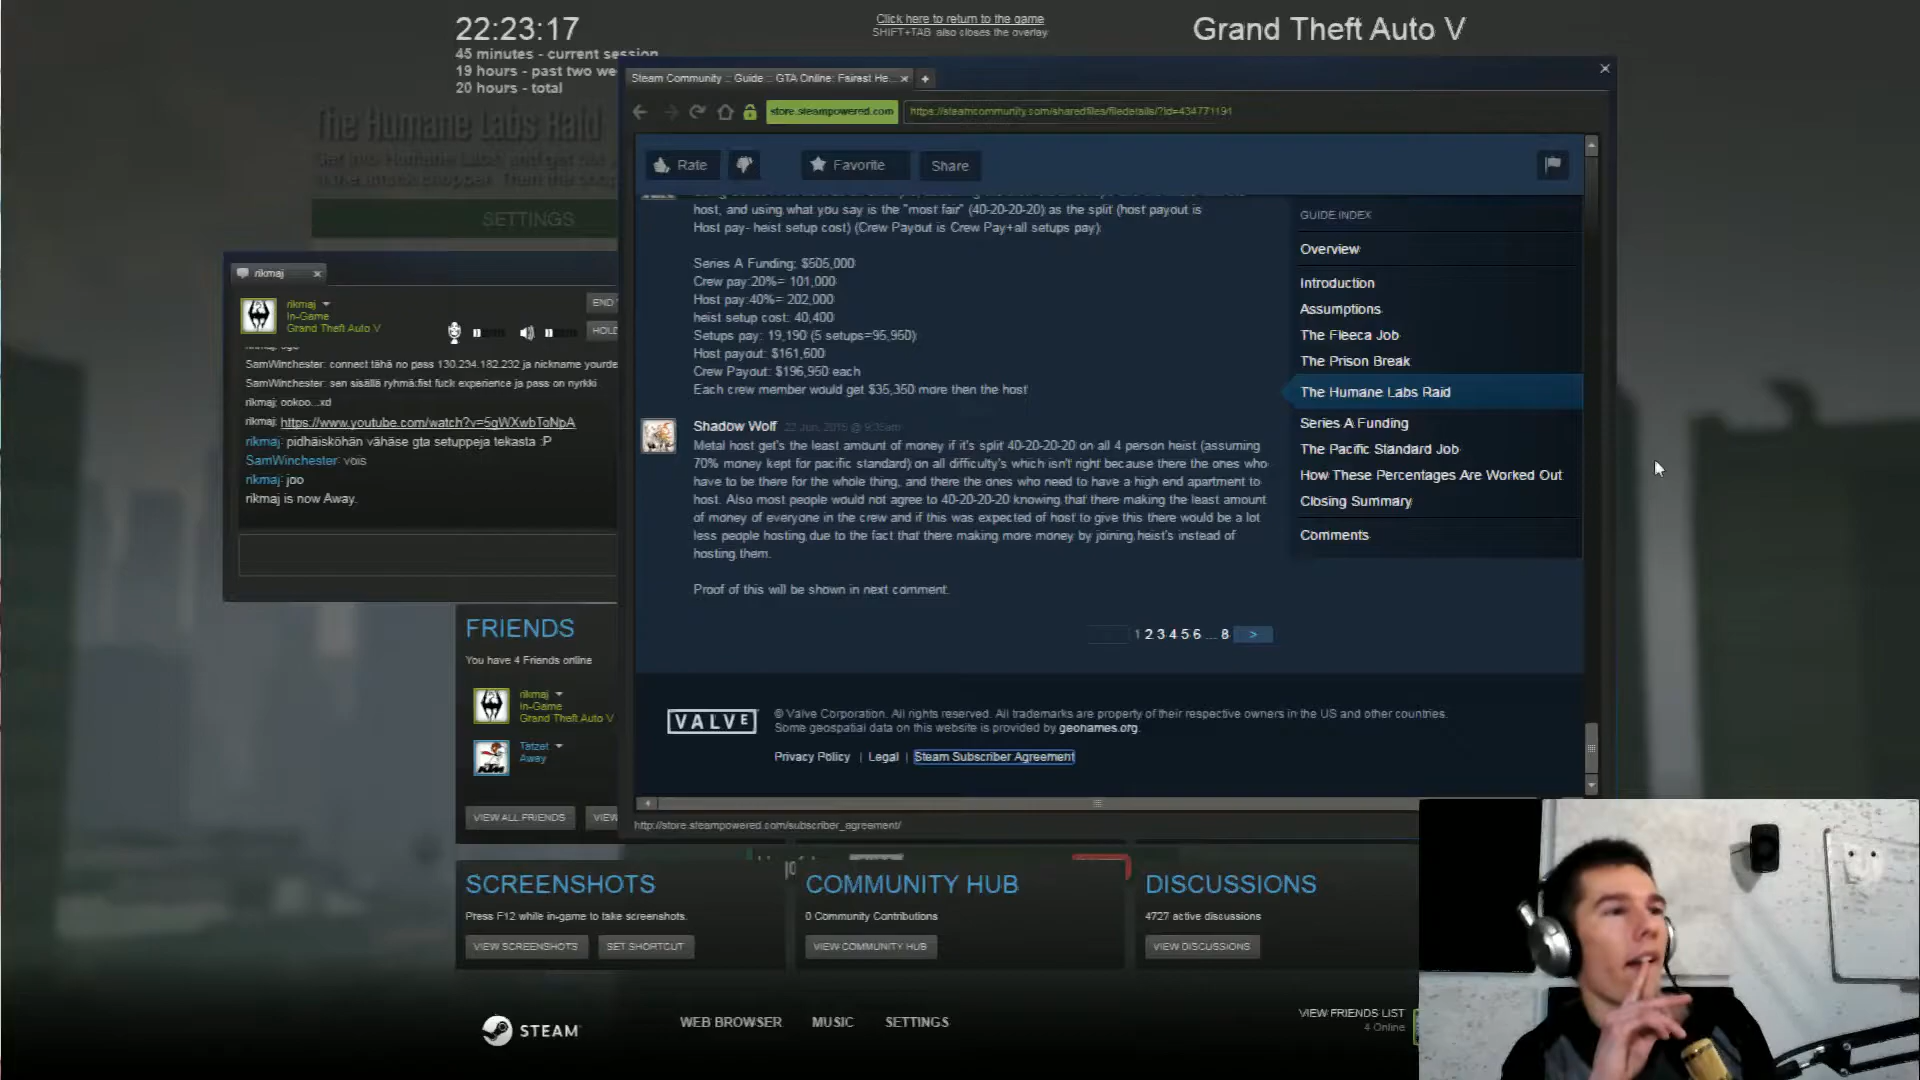 22:23:17
45 minutes - current session
19 hours - past two we
20 hours - total
Click here to return to the game
SHIFT+TAB also closes the overlay
Grand Theft Auto V
The Humane Labs Raid
SETTINGS
Steam Community :: Guide :: GTA Online: Fairest He...
store.steampowered.com
https://steamcommunity.com/sharedfiles/filedetails/?id=434771191
Rate
Favorite
Share
host, and using what you say is the "most fair" (40-20-20-20) as the split (host payout is
Host pay- heist setup cost) (Crew Payout is Crew Pay+all setups pay):
Series A Funding; $505,000
Crew pay:20%= 101,000
Host pay:40%= 202,000
heist setup cost: 40,400
Setups pay: 19,190 (5 setups=95,950)
Host payout: $161,600
Crew Payout: $196,950 each
Each crew member would get $35,350 more then the host
Shadow Wolf 22 Jun, 2015 @ 9:35am
Metal host get's the least amount of money if it's split 40-20-20-20 on all 4 person heist (assuming
70% money kept for pacific standard) on all difficulty's which isn't right because there the ones who
have to be there for the whole thing, and there the ones who need to have a high end apartment to
host. Also most people would not agree to 40-20-20-20 knowing that there making the least amount
of money of everyone in the crew and if this was expected of host to give this there would be a lot
less people hosting due to the fact that there making more money by joining heist's instead of
hosting them.
Proof of this will be shown in next comment.
1 2 3 4 5 6 ... 8 >
GUIDE INDEX
Overview
Introduction
Assumptions
The Fleeca Job
The Prison Break
The Humane Labs Raid
Series A Funding
The Pacific Standard Job
How These Percentages Are Worked Out
Closing Summary
Comments
VALVE
© Valve Corporation. All rights reserved. All trademarks are property of their respective owners in the US and other countries.
Some geospatial data on this website is provided by geonames.org.
Privacy Policy | Legal | Steam Subscriber Agreement
http://store.steampowered.com/subscriber_agreement/
rikmaj
rikmaj
In-Game
Grand Theft Auto V
END
HOLD
SamWinchester: connect tähä no pass 130.234.182.232 ja nickname yourde
SamWinchester: sen sisällä ryhmä:fist fuck experience ja pass on nyrkki
rikmaj: ookoo...xd
rikmaj: https://www.youtube.com/watch?v=5gWXwbToNpA
rikmaj: pidhäisköhän vähäse gta setuppeja tekasta :P
SamWinchester: vois
rikmaj: joo
rikmaj is now Away.
FRIENDS
You have 4 Friends online
rikmaj
In-Game
Grand Theft Auto V
Tatzet
Away
KTM
VIEW ALL FRIENDS
VIEW
SCREENSHOTS
Press F12 while in-game to take screenshots.
VIEW SCREENSHOTS
SET SHORTCUT
COMMUNITY HUB
0 Community Contributions
VIEW COMMUNITY HUB
DISCUSSIONS
4727 active discussions
VIEW DISCUSSIONS
STEAM
WEB BROWSER
MUSIC
SETTINGS
VIEW FRIENDS LIST
4 Online